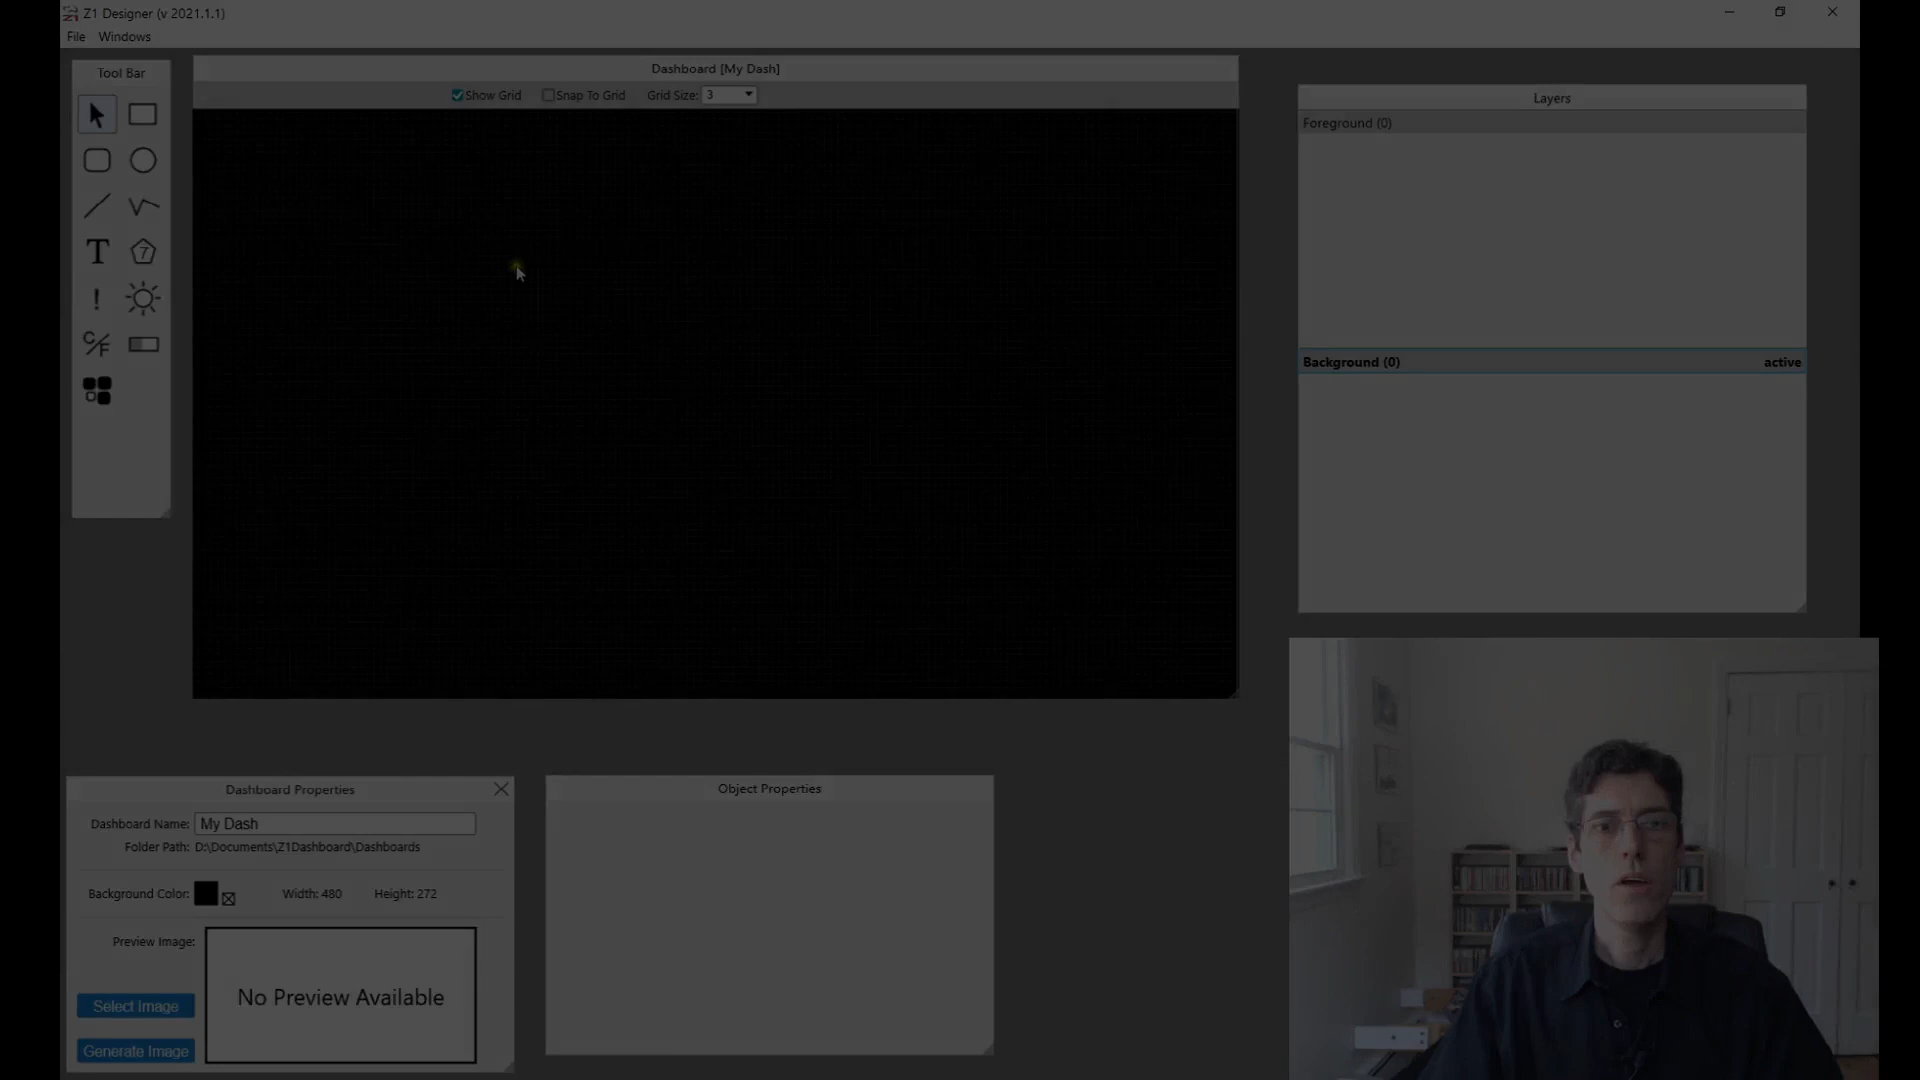 Z1 Designer (v 2021.1.1)
File Windows
Tool Bar
T
7
!
C/F
Dashboard [My Dash]
Show Grid Snap To Grid Grid Size: 3
Layers
Foreground (0)
Background (0) active
Dashboard Properties
Dashboard Name: My Dash
Folder Path: D:\Documents\Z1Dashboard\Dashboards
Background Color: Width: 480 Height: 272
Preview Image:
No Preview Available
Select Image
Generate Image
Object Properties